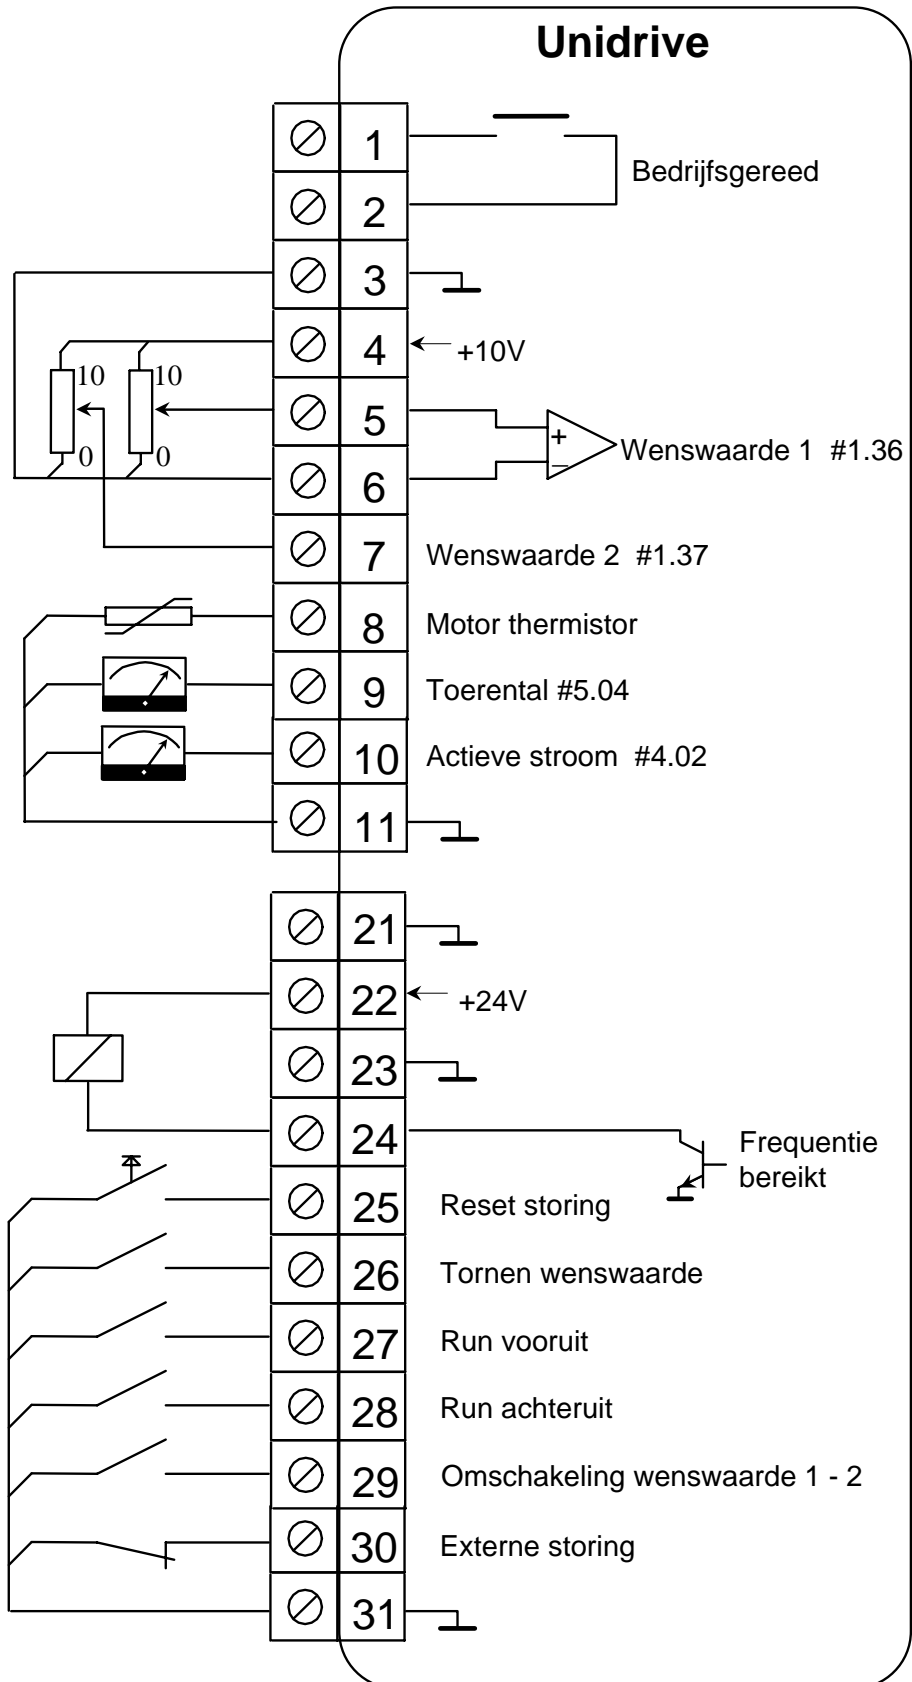 Unidrive
1
Bedrijfsgereed
2
3
4
+10V
10
10
5
+
Wenswaarde 1 #1.36
–
0
0
6
7
Wenswaarde 2 #1.37
8
Motor thermistor
9
Toerental #5.04
10
Actieve stroom #4.02
11
21
22
+24V
23
24
Frequentie
bereikt
25
Reset storing
26
Tornen wenswaarde
27
Run vooruit
28
Run achteruit
29
Omschakeling wenswaarde 1 - 2
30
Externe storing
31